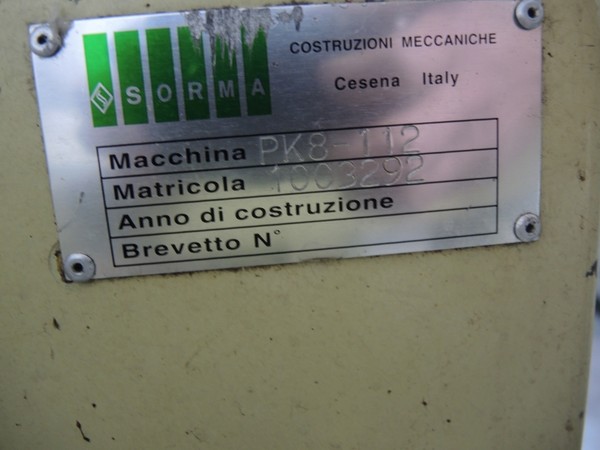 SORMA
COSTRUZIONI MECCANICHE
Cesena Italy
Macchina PK8-112
Matricola 1003292
Anno di costruzione
Brevetto N°